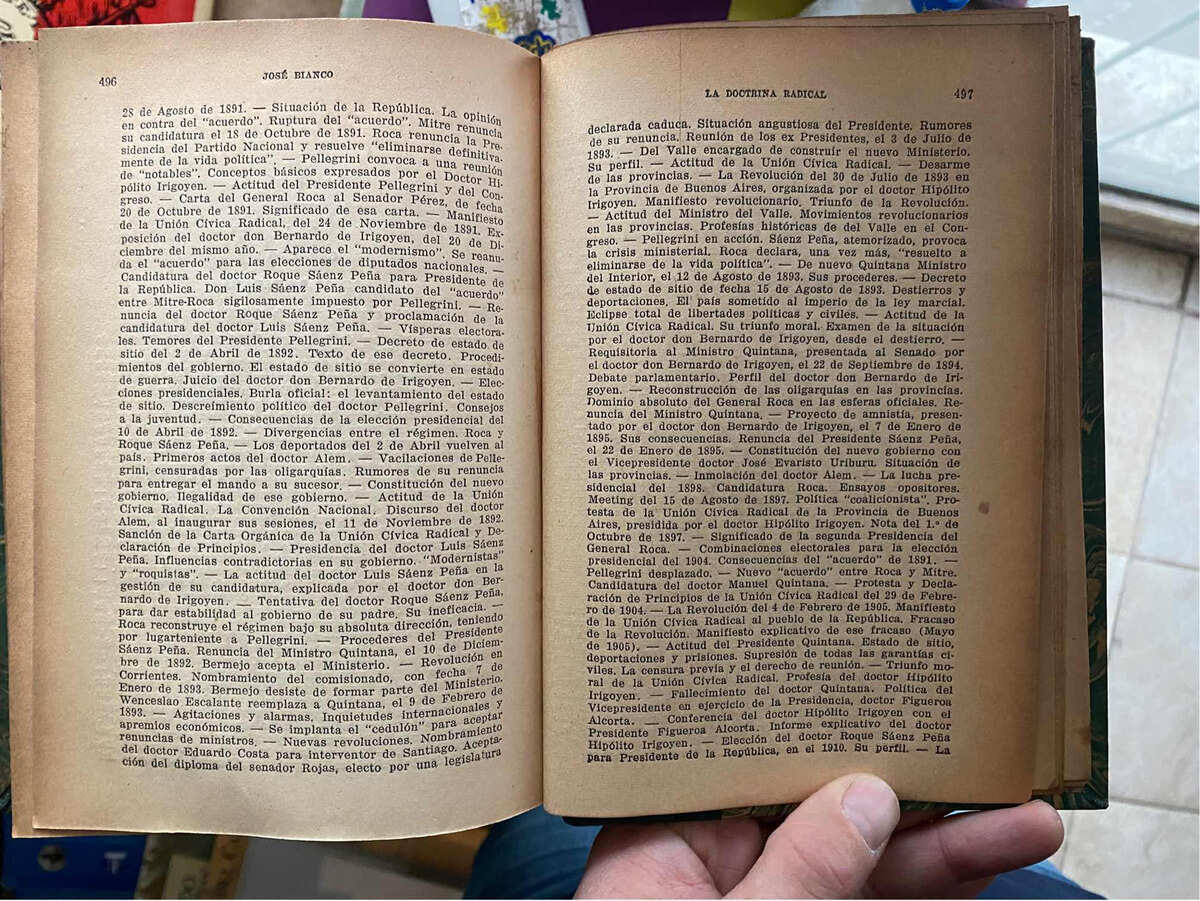 496
JOSÉ BIANCO
28 de Agosto de 1891. — Situación de la República. La opinión
en contra del "acuerdo". Ruptura del "acuerdo". Mitre renuncia
su candidatura el 18 de Octubre de 1891. Roca renuncia la Pre-
sidencia del Partido Nacional y resuelve "eliminarse definitiva-
mente de la vida política". — Pellegrini convoca a una reunión
de "notables". Conceptos básicos expresados por el Doctor Hi-
pólito Irigoyen. — Actitud del Presidente Pellegrini y del Con-
greso. — Carta del General Roca al Senador Pérez, de fecha
20 de Octubre de 1891. Significado de esa carta. — Manifiesto
de la Unión Cívica Radical, del 24 de Noviembre de 1891. Ex-
posición del doctor don Bernardo de Irigoyen, del 20 de Di-
ciembre del mismo año. — Aparece el "modernismo". Se reanu-
da el "acuerdo" para las elecciones de diputados nacionales. —
Candidatura del doctor Roque Sáenz Peña para Presidente de
la República. Don Luis Sáenz Peña candidato del "acuerdo"
entre Mitre-Roca sigilosamente impuesto por Pellegrini. — Re-
nuncia del doctor Roque Sáenz Peña y proclamación de la
candidatura del doctor Luis Sáenz Peña. — Vísperas electora-
les. Temores del Presidente Pellegrini. — Decreto de estado de
sitio del 2 de Abril de 1892. Texto de ese decreto. Procedi-
mientos del gobierno. El estado de sitio se convierte en estado
de guerra. Juicio del doctor don Bernardo de Irigoyen. — Elec-
ciones presidenciales. Burla oficial: el levantamiento del estado
de sitio. Descreimiento político del doctor Pellegrini. Consejos
a la juventud. — Consecuencias de la elección presidencial del
10 de Abril de 1892. — Divergencias entre el régimen. Roca y
Roque Sáenz Peña. — Los deportados del 2 de Abril vuelven al
país. Primeros actos del doctor Alem. — Vacilaciones de Pelle-
grini, censuradas por las oligarquías. Rumores de su renuncia
para entregar el mando a su sucesor. — Constitución del nuevo
gobierno. Ilegalidad de ese gobierno. — Actitud de la Unión
Cívica Radical. La Convención Nacional. Discurso del doctor
Alem, al inaugurar sus sesiones, el 11 de Noviembre de 1892.
Sanción de la Carta Orgánica de la Unión Cívica Radical y De-
claración de Principios. — Presidencia del doctor Luis Sáenz
Peña. Influencias contradictorias en su gobierno. "Modernistas"
y "roquistas". — La actitud del doctor Luis Sáenz Peña en la
gestión de su candidatura, explicada por el doctor don Ber-
nardo de Irigoyen. — Tentativa del doctor Roque Sáenz Peña,
para dar estabilidad al gobierno de su padre. Su ineficacia. —
Roca reconstruye el régimen bajo su absoluta dirección, teniendo
por lugarteniente a Pellegrini. — Procederes del Presidente
Sáenz Peña. Renuncia del Ministro Quintana, el 10 de Diciem-
bre de 1892. Bermejo acepta el Ministerio. — Revolución en
Corrientes. Nombramiento del comisionado, con fecha 7 de
Enero de 1893. Bermejo desiste de formar parte del Ministerio.
Wenceslao Escalante reemplaza a Quintana, el 9 de Febrero de
1893. — Agitaciones y alarmas. Inquietudes internacionales y
apremios económicos. — Se implanta el "cedulón" para aceptar
renuncias de ministros. — Nuevas revoluciones. Nombramiento
del doctor Eduardo Costa para interventor de Santiago. Acepta-
ción del diploma del senador Rojas, electo por una legislatura
LA DOCTRINA RADICAL
497
declarada caduca. Situación angustiosa del Presidente. Rumores
de su renuncia. Reunión de los ex Presidentes, el 3 de Julio de
1893. — Del Valle encargado de construir el nuevo Ministerio.
Su perfil. — Actitud de la Unión Cívica Radical. — Desarme
de las provincias. — La Revolución del 30 de Julio de 1893 en
la Provincia de Buenos Aires, organizada por el doctor Hipólito
Irigoyen. Manifiesto revolucionario. Triunfo de la Revolución.
— Actitud del Ministro del Valle. Movimientos revolucionarios
en las provincias. Profesías históricas de del Valle en el Con-
greso. — Pellegrini en acción. Sáenz Peña, atemorizado, provoca
la crisis ministerial. Roca declara, una vez más, "resuelto a
eliminarse de la vida política". — De nuevo Quintana Ministro
del Interior, el 12 de Agosto de 1893. Sus procederes. — Decreto
de estado de sitio de fecha 15 de Agosto de 1893. Destierros y
deportaciones. El país sometido al imperio de la ley marcial.
Eclipse total de libertades políticas y civiles. — Actitud de la
Unión Cívica Radical. Su triunfo moral. Examen de la situación
por el doctor don Bernardo de Irigoyen, desde el destierro. —
Requisitoria al Ministro Quintana, presentada al Senado por
el doctor don Bernardo de Irigoyen, el 22 de Septiembre de 1894.
Debate parlamentario. Perfil del doctor don Bernardo de Iri-
goyen. — Reconstrucción de las oligarquías en las provincias.
Dominio absoluto del General Roca en las esferas oficiales. Re-
nuncia del Ministro Quintana. — Proyecto de amnistía, presen-
tado por el doctor don Bernardo de Irigoyen, el 7 de Enero de
1895. Sus consecuencias. Renuncia del Presidente Sáenz Peña,
el 22 de Enero de 1895. — Constitución del nuevo gobierno con
el Vicepresidente doctor José Evaristo Uriburu. Situación de
las provincias. — Inmolación del doctor Alem. — La lucha pre-
sidencial del 1898. Candidatura Roca. Ensayos opositores.
Meeting del 15 de Agosto de 1897. Política "coalicionista". Pro-
testa de la Unión Cívica Radical de la Provincia de Buenos
Aires, presidida por el doctor Hipólito Irigoyen. Nota del 1.º de
Octubre de 1897. — Significado de la segunda Presidencia del
General Roca. — Combinaciones electorales para la elección
presidencial del 1904. Consecuencias del "acuerdo" de 1891. —
Pellegrini desplazado. — Nuevo "acuerdo" entre Roca y Mitre.
Candidatura del doctor Manuel Quintana. — Protesta y Decla-
ración de Principios de la Unión Cívica Radical del 29 de Febre-
ro de 1904. — La Revolución del 4 de Febrero de 1905. Manifiesto
de la Unión Cívica Radical al pueblo de la República. Fracaso
de la Revolución. Manifiesto explicativo de ese fracaso (Mayo
de 1905). — Actitud del Presidente Quintana. Estado de sitio,
deportaciones y prisiones. Supresión de todas las garantías ci-
viles. La censura previa y el derecho de reunión. — Triunfo mo-
ral de la Unión Cívica Radical. Profesía del doctor Hipólito
Irigoyen. — Fallecimiento del doctor Quintana. Política del
Vicepresidente en ejercicio de la Presidencia, doctor Figueroa
Alcorta. — Conferencia del doctor Hipólito Irigoyen con el
Presidente Figueroa Alcorta. Informe explicativo del doctor
Hipólito Irigoyen. — Elección del doctor Roque Sáenz Peña
para Presidente de la República, en el 1910. Su perfil. — La